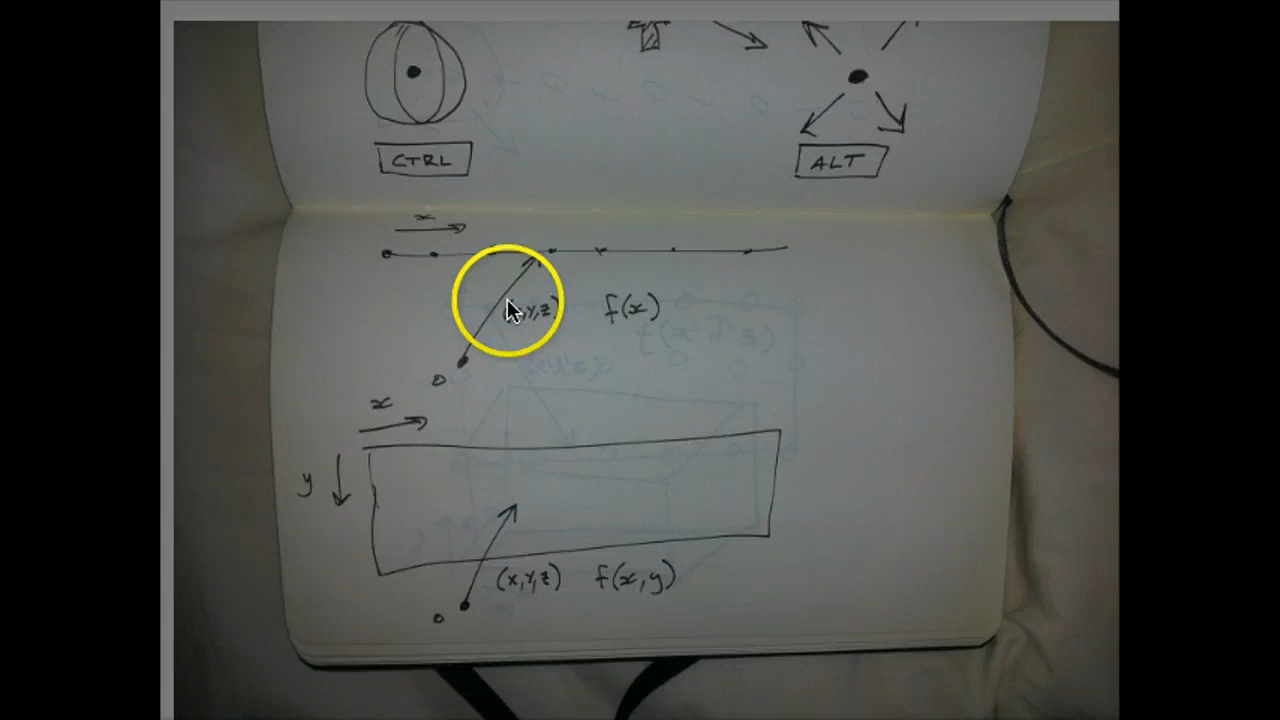 CTRL
ALT
x
(x,Y,z) f(x)
o
x
y
(x,Y,z) f(x,y)
o